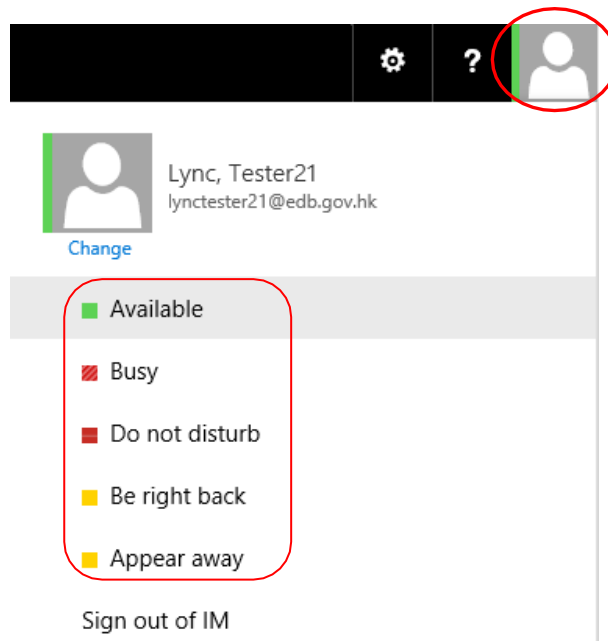 ?
Lync, Tester21
lynctester21@edb.gov.hk
Change
Available
Busy
Do not disturb
Be right back
Appear away
Sign out of IM